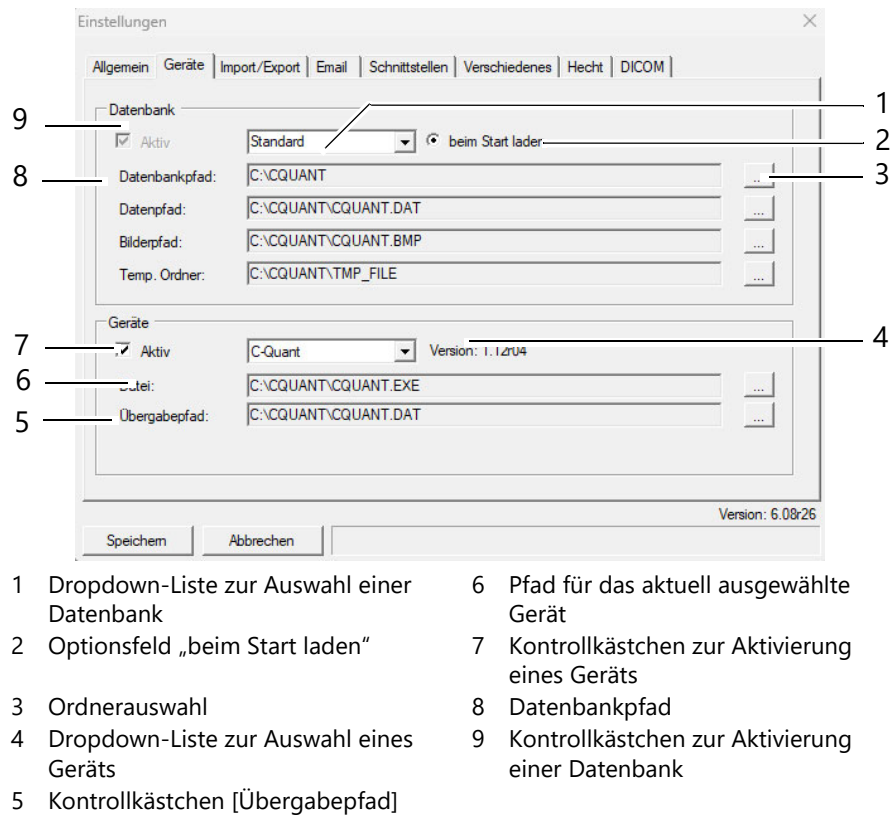 Einstellungen
Allgemein Geräte Import/Export Email Schnittstellen Verschiedenes Hecht DICOM
Datenbank
1
9
Aktiv Standard beim Start lader
2
8 Datenbankpfad: C:\CQUANT ..
3
Datenpfad: C:\CQUANT\CQUANT.DAT ...
Bilderpfad: C:\CQUANT\CQUANT.BMP ...
Temp. Ordner: C:\CQUANT\TMP_FILE ...
Geräte
7 Aktiv C-Quant Version: 1.12r04
4
6 Datei: C:\CQUANT\CQUANT.EXE ...
5 Übergabepfad: C:\CQUANT\CQUANT.DAT ...
Version: 6.08r26
Speichern Abbrechen
1 Dropdown-Liste zur Auswahl einer
Datenbank
2 Optionsfeld „beim Start laden“
3 Ordnerauswahl
4 Dropdown-Liste zur Auswahl eines
Geräts
5 Kontrollkästchen [Übergabepfad]
6 Pfad für das aktuell ausgewählte
Gerät
7 Kontrollkästchen zur Aktivierung
eines Geräts
8 Datenbankpfad
9 Kontrollkästchen zur Aktivierung
einer Datenbank